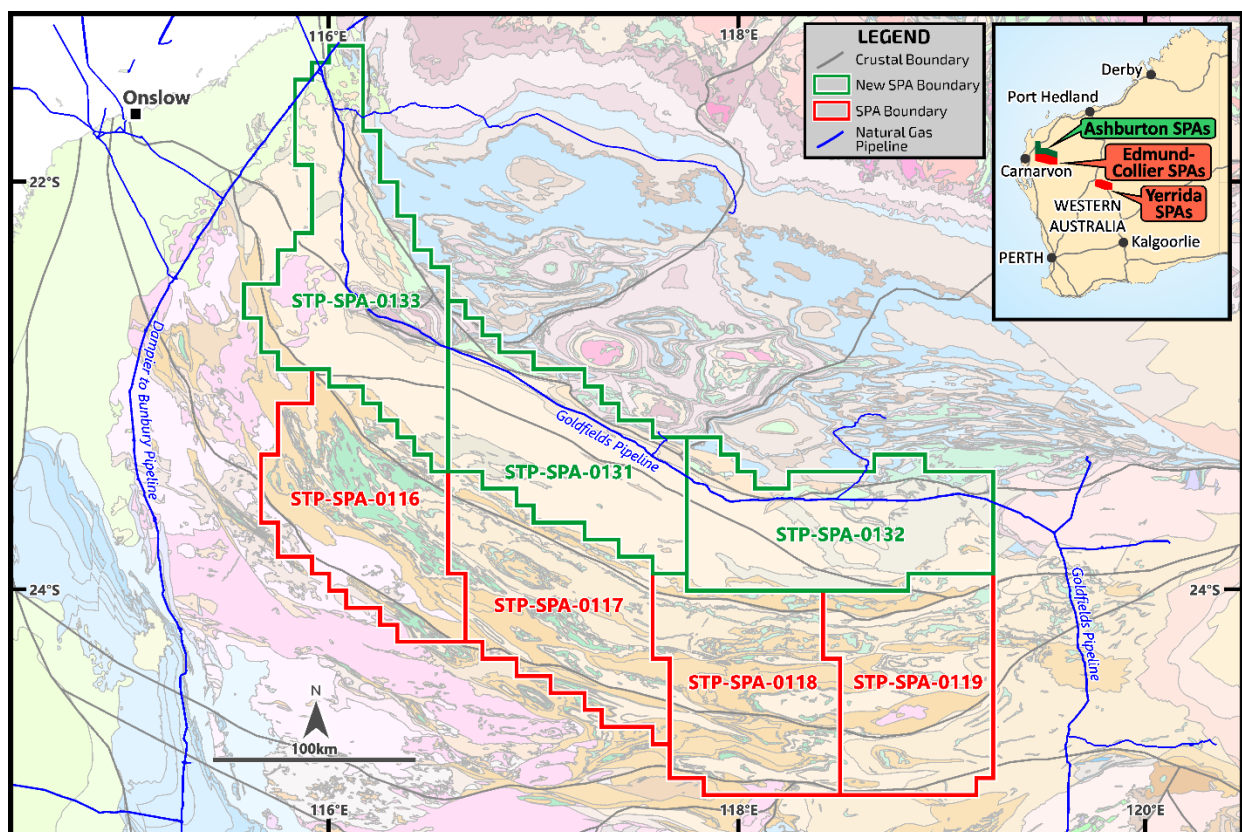 116°E
118°E
LEGEND
Crustal Boundary
New SPA Boundary
SPA Boundary
Natural Gas
Pipeline
Derby
Port Hedland
Ashburton SPAs
Edmund-
Collier SPAs
Carnarvon
Yerrida
SPAs
WESTERN
AUSTRALIA
Kalgoorlie
PERTH
Onslow
22°S
STP-SPA-0133
Dampier to Bunbury Pipeline
Goldfields Pipeline
STP-SPA-0131
STP-SPA-0116
STP-SPA-0132
24°S
24°S
STP-SPA-0117
Goldfields Pipeline
STP-SPA-0118
STP-SPA-0119
N
100km
116°E
118°E
120°E